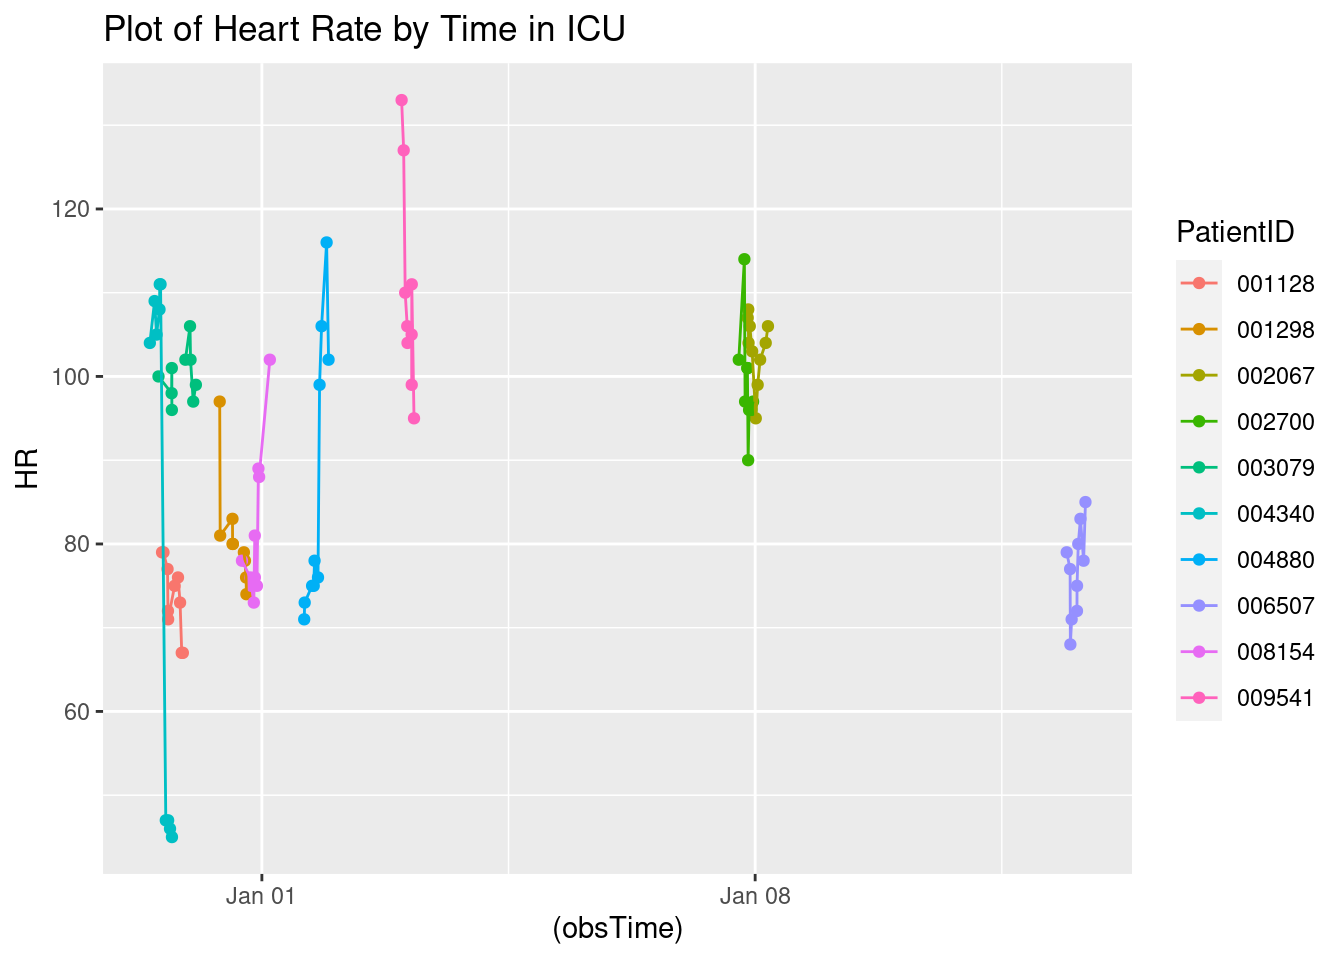 Plot of Heart Rate by Time in ICU
HR
120
100
80
60
Jan 01
Jan 08
(obsTime)
PatientID
001128
001298
002067
002700
003079
004340
004880
006507
008154
009541